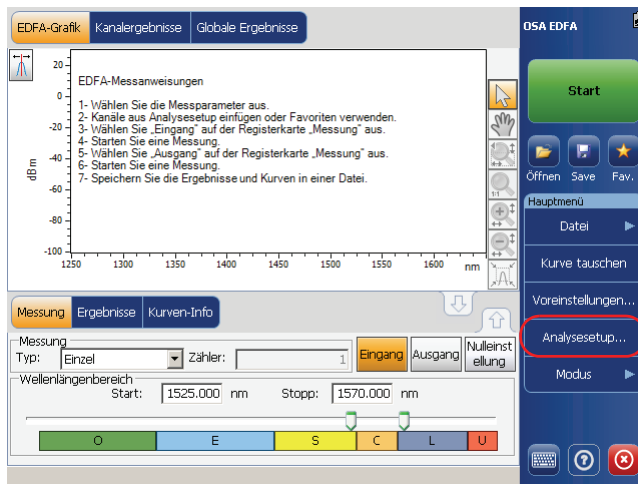 EDFA-Grafik Kanalergebnisse Globale Ergebnisse
OSA EDFA
20
0
-20
-40
-60
-80
-100
dBm
EDFA-Messanweisungen
1- Wählen Sie die Messparameter aus.
2- Kanäle aus Analysesetup einfügen oder Favoriten verwenden.
3- Wählen Sie „Eingang" auf der Registerkarte „Messung" aus.
4- Starten Sie eine Messung.
5- Wählen Sie „Ausgang" auf der Registerkarte „Messung" aus.
6- Starten Sie eine Messung.
7- Speichern Sie die Ergebnisse und Kurven in einer Datei.
1250 1300 1350 1400 1450 1500 1550 1600 nm
1:1
Start
Öffnen Save Fav.
Hauptmenü
Datei
Kurve tauschen
Voreinstellungen...
Analysesetup...
Modus
Messung Ergebnisse Kurven-Info
Messung
Typ: Einzel Zähler: 1 Eingang Ausgang Nulleinst
ellung
Wellenlängenbereich
Start: 1525.000 nm Stopp: 1570.000 nm
O E S C L U
?